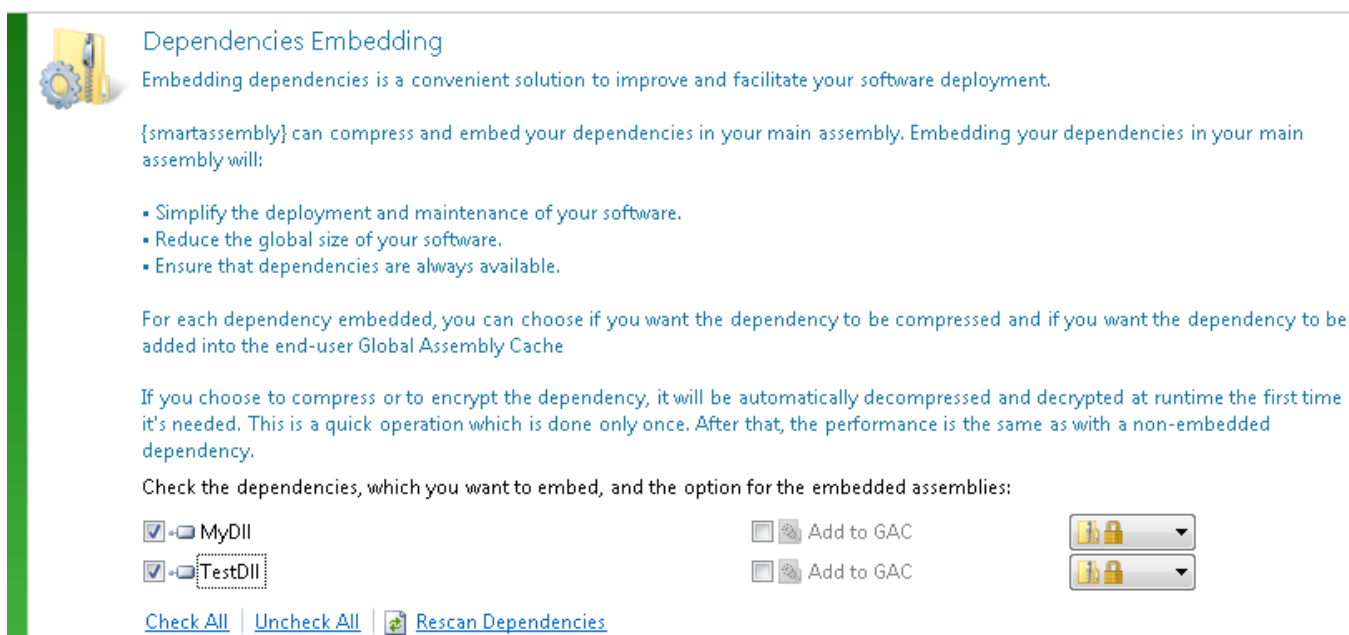 Dependencies Embedding
Embedding dependencies is a convenient solution to improve and facilitate your software deployment.
{smartassembly} can compress and embed your dependencies in your main assembly. Embedding your dependencies in your main
assembly will:
▪ Simplify the deployment and maintenance of your software.
▪ Reduce the global size of your software.
▪ Ensure that dependencies are always available.
For each dependency embedded, you can choose if you want the dependency to be compressed and if you want the dependency to be
added into the end-user Global Assembly Cache
If you choose to compress or to encrypt the dependency, it will be automatically decompressed and decrypted at runtime the first time
it's needed. This is a quick operation which is done only once. After that, the performance is the same as with a non-embedded
dependency.
Check the dependencies, which you want to embed, and the option for the embedded assemblies:
MyDll Add to GAC
TestDll Add to GAC
Check All Uncheck All Rescan Dependencies